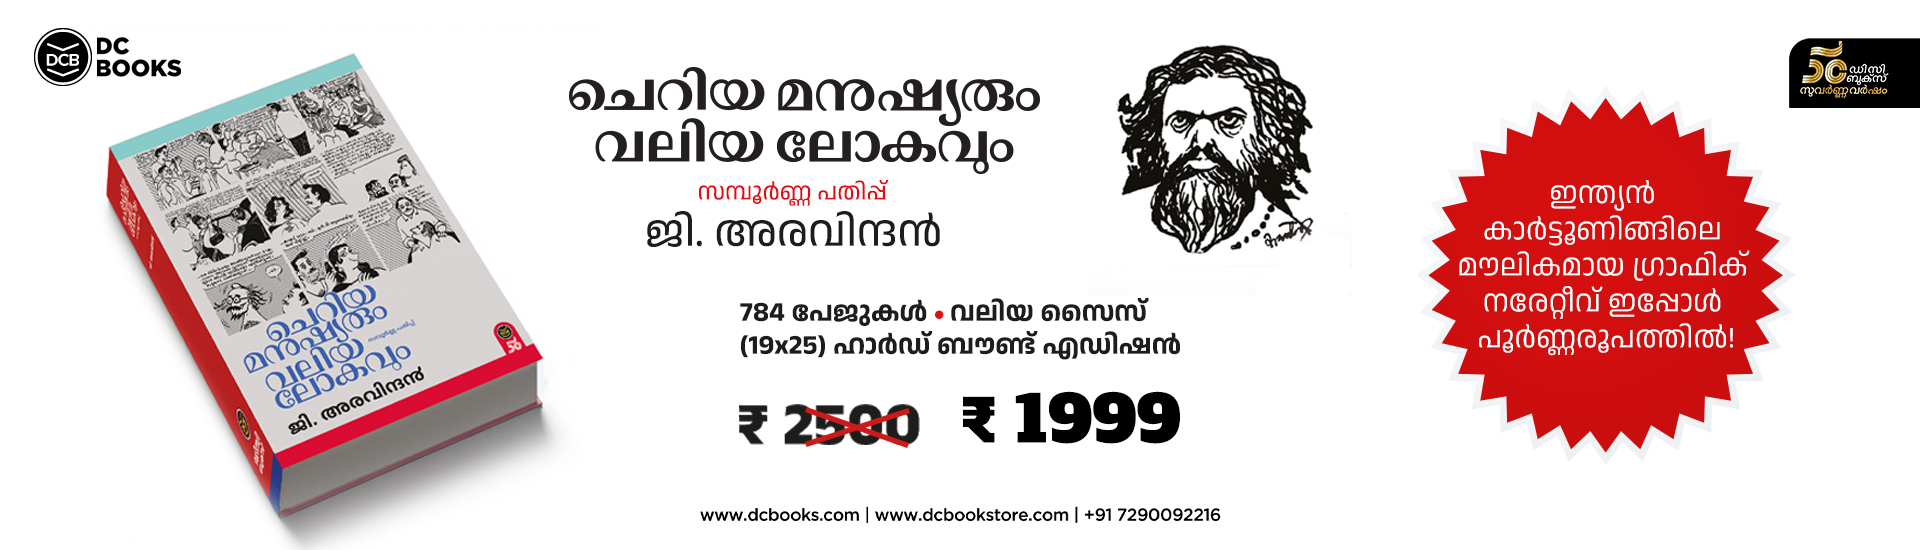 DCB
DC
BOOKS
ചെറിയ മനുഷ്യരും
വലിയ ലോകവും
സമ്പൂർണ്ണ പതിപ്പ്
ജി. അരവിന്ദൻ
784 പേജുകൾ • വലിയ സൈസ്
(19x25) ഹാർഡ് ബൗണ്ട് എഡിഷൻ
₹ 2500 ₹ 1999
www.dcbooks.com | www.dcbookstore.com | +91 7290092216
ഡിസി
ബുക്സ്
സുവർണ്ണവർഷം
ഇന്ത്യൻ
കാർട്ടൂണിങ്ങിലെ
മൗലികമായ ഗ്രാഫിക്
നരേറ്റീവ് ഇപ്പോൾ
പൂർണ്ണരൂപത്തിൽ!
ചെറിയ
മനുഷ്യരും
സമ്പൂർണ്ണ പതിപ്പ്
വലിയ
ലോകവും
ജി. അരവിന്ദൻ